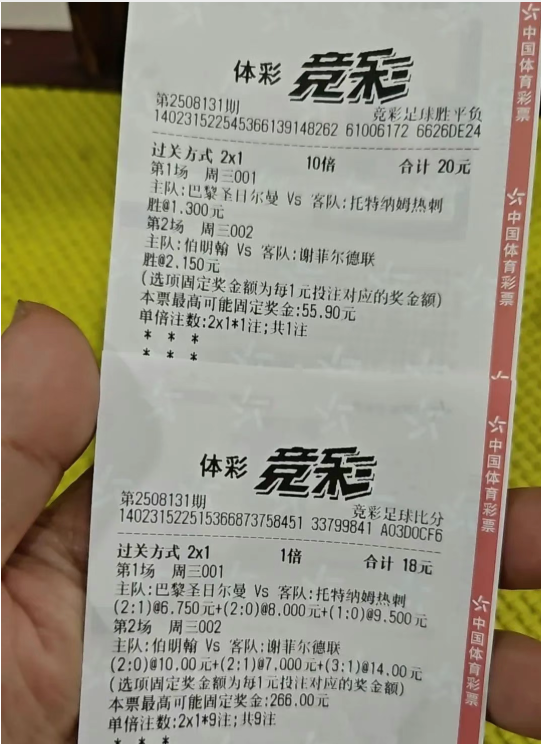 体彩 竞彩
第2508131期 竞彩足球胜平负
140231522545366139148262 61006172 6626DE24
过关方式 2x1 10倍 合计 20元
第1场 周三001
主队:巴黎圣日尔曼 Vs 客队:托特纳姆热刺
胜@1.300元
第2场 周三002
主队:伯明翰 Vs 客队:谢菲尔德联
胜@2.150元
(选项固定奖金额为每1元投注对应的奖金额)
本票最高可能固定奖金:55.90元
单倍注数:2x1*1注;共1注
* * *
* * *
体彩 竞彩
第2508131期 竞彩足球比分
140231522515366873758451 33799841 A03D0CF6
过关方式 2x1 1倍 合计 18元
第1场 周三001
主队:巴黎圣日尔曼 Vs 客队:托特纳姆热刺
(2:1)@6.750元+(2:0)@8.000元+(1:0)@9.500元
第2场 周三002
主队:伯明翰 Vs 客队:谢菲尔德联
(2:0)@10.00元+(2:1)@7.000元+(3:1)@14.00元
(选项固定奖金额为每1元投注对应的奖金额)
本票最高可能固定奖金:266.00元
单倍注数:2x1*9注;共9注
* * *
中国体育彩票
中国体育彩票
中国体育彩票
中国体育彩票